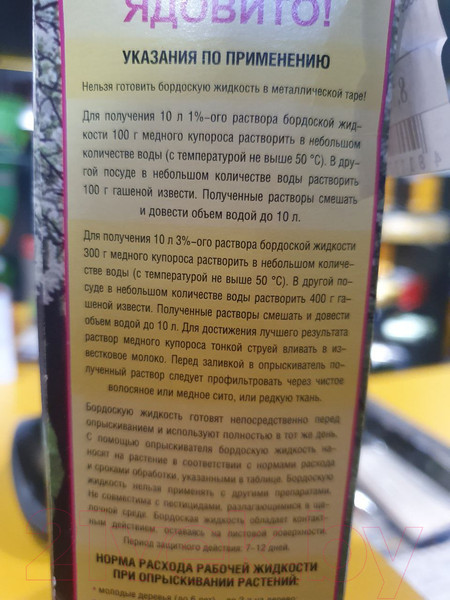 ЯДОВИТО!
УКАЗАНИЯ ПО ПРИМЕНЕНИЮ
Нельзя готовить бордоскую жидкость в металлической таре!
Для получения 10 л 1%-ого раствора бордоской жид-
кости 100 г медного купороса растворить в небольшом
количестве воды (с температурой не выше 50 °С). В дру-
гой посуде в небольшом количестве воды растворить
100 г гашеной извести. Полученные растворы смешать
и довести объем водой до 10 л.
Для получения 10 л 3%-ого раствора бордоской жидкости
300 г медного купороса растворить в небольшом количе-
стве воды (с температурой не выше 50 °С). В другой по-
суде в небольшом количестве воды растворить 400 г га-
шеной извести. Полученные растворы смешать и довести
объем водой до 10 л. Для достижения лучшего результата
раствор медного купороса тонкой струей вливать в из-
вестковое молоко. Перед заливкой в опрыскиватель по-
лученный раствор следует профильтровать через чистое
волосяное или медное сито, или редкую ткань.
Бордоскую жидкость готовят непосредственно перед
опрыскиванием и используют полностью в тот же день.
С помощью опрыскивателя бордоскую жидкость на-
носят на растение в соответствии с нормами расхода
и сроками обработки, указанными в таблице. Бордоскую
жидкость нельзя применять с другими препаратами.
Не совместима с пестицидами, разлагающимися в ще-
лочной среде. Бордоская жидкость обладает контакт-
ным действием, оставаясь на листовой поверхности.
Период защитного действия: 7-12 дней.
НОРМА РАСХОДА РАБОЧЕЙ ЖИДКОСТИ
ПРИ ОПРЫСКИВАНИИ РАСТЕНИЙ:
* молодые деревья (до 6 лет) - до 2 л на дерево;